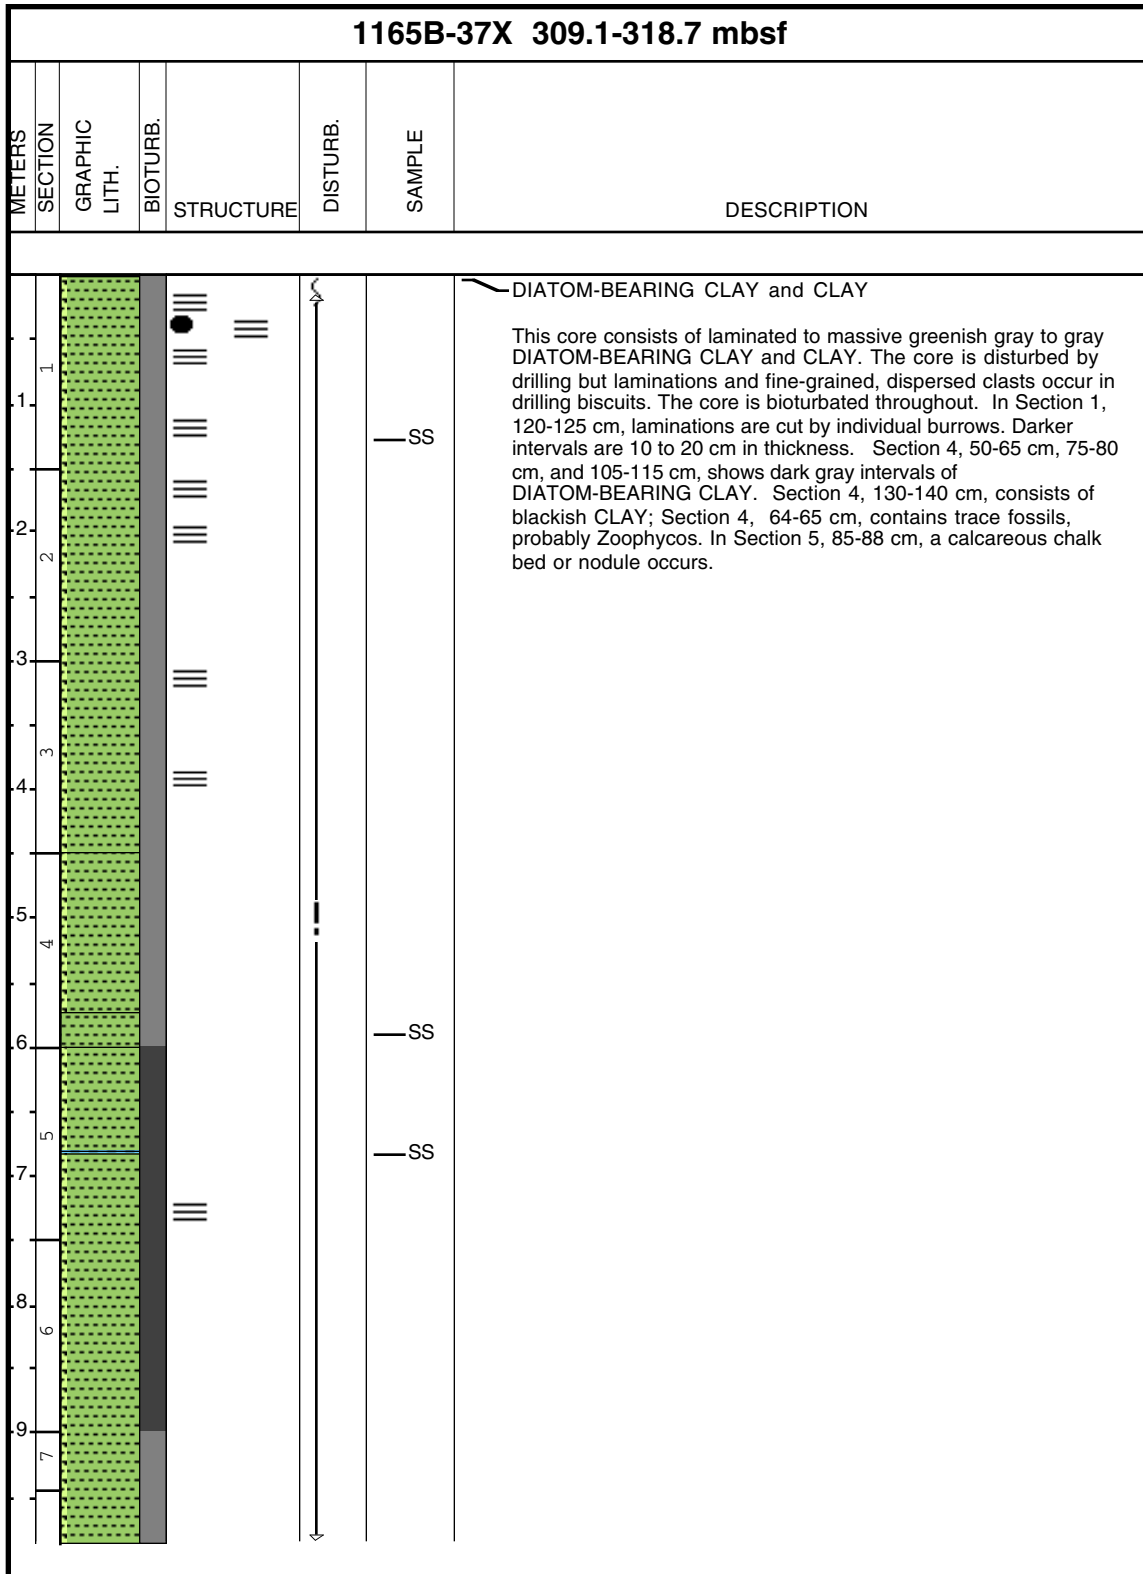 1165B-37X 309.1-318.7 mbsf
METERS
SECTION
GRAPHIC
LITH.
BIOTURB.
STRUCTURE
DISTURB.
SAMPLE
DESCRIPTION
DIATOM-BEARING CLAY and CLAY
This core consists of laminated to massive greenish gray to gray
DIATOM-BEARING CLAY and CLAY. The core is disturbed by
drilling but laminations and fine-grained, dispersed clasts occur in
drilling biscuits. The core is bioturbated throughout. In Section 1,
120-125 cm, laminations are cut by individual burrows. Darker
intervals are 10 to 20 cm in thickness. Section 4, 50-65 cm, 75-80
cm, and 105-115 cm, shows dark gray intervals of
DIATOM-BEARING CLAY. Section 4, 130-140 cm, consists of
blackish CLAY; Section 4, 64-65 cm, contains trace fossils,
probably Zoophycos. In Section 5, 85-88 cm, a calcareous chalk
bed or nodule occurs.
1
1
SS
2
2
3
3
4
5
4
!
6
SS
5
7
SS
8
6
9
7